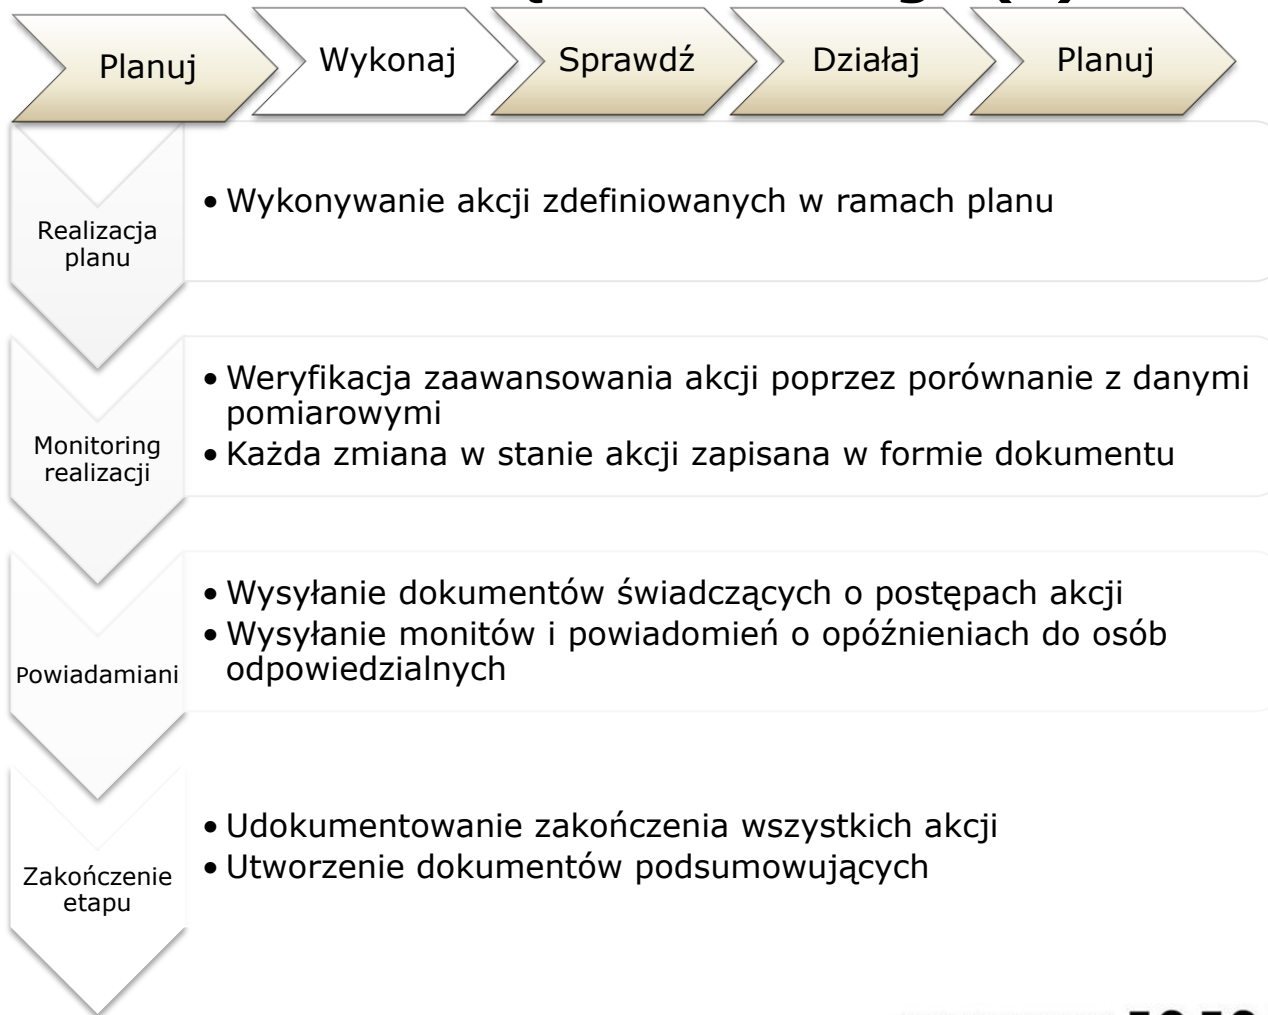 Planuj
Wykonaj
Sprawdź
Działaj
Planuj
Realizacja
planu
• Wykonywanie akcji zdefiniowanych w ramach planu
Monitoring
realizacji
• Weryfikacja zaawansowania akcji poprzez porównanie z danymi
pomiarowymi
• Każda zmiana w stanie akcji zapisana w formie dokumentu
Powiadamiani
• Wysyłanie dokumentów świadczących o postępach akcji
• Wysyłanie monitów i powiadomień o opóźnieniach do osób
odpowiedzialnych
Zakończenie
etapu
• Udokumentowanie zakończenia wszystkich akcji
• Utworzenie dokumentów podsumowujących